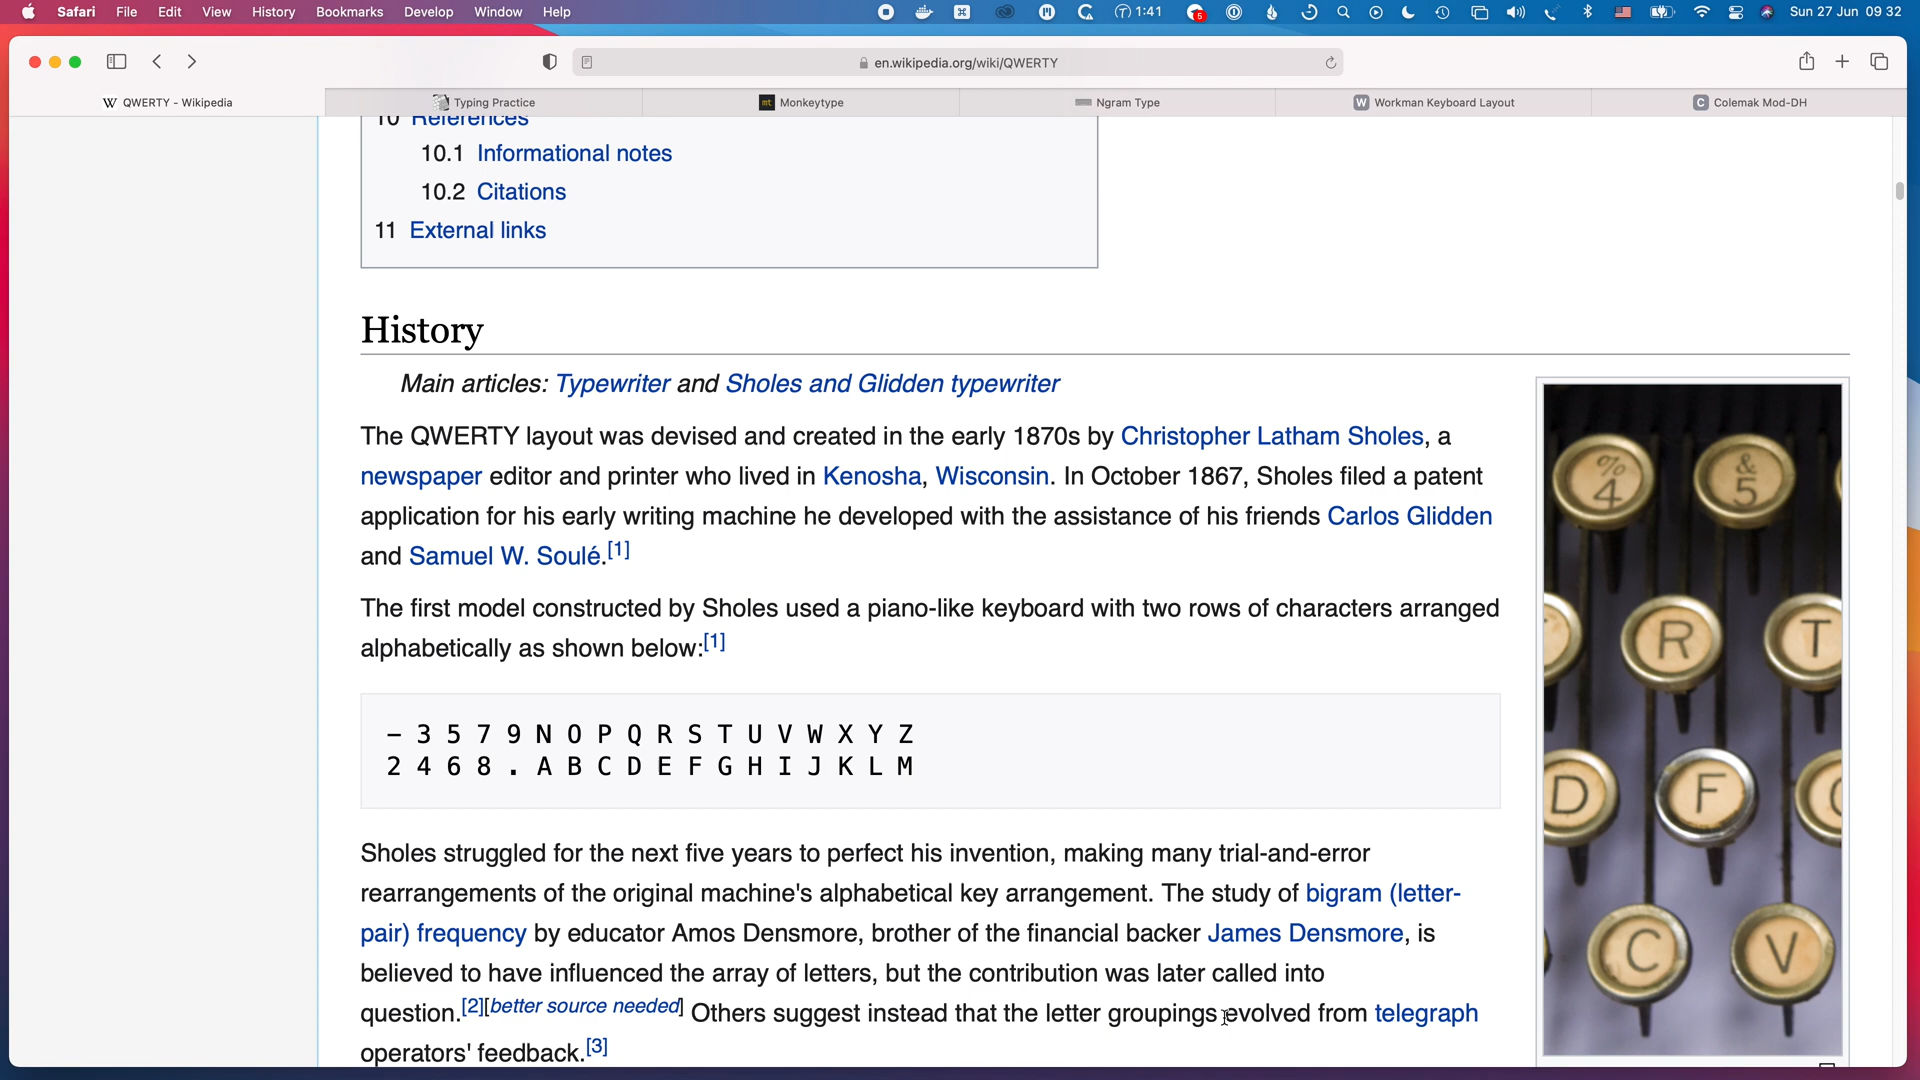 Safari File Edit View History Bookmarks Develop Window Help 1:41 5 Sun 27 Jun 09 32
en.wikipedia.org/wiki/QWERTY
W QWERTY - Wikipedia Typing Practice mt Monkeytype Ngram Type W Workman Keyboard Layout C Colemak Mod-DH
10 References
10.1 Informational notes
10.2 Citations
11 External links
History
Main articles: Typewriter and Sholes and Glidden typewriter
The QWERTY layout was devised and created in the early 1870s by Christopher Latham Sholes, a
newspaper editor and printer who lived in Kenosha, Wisconsin. In October 1867, Sholes filed a patent
application for his early writing machine he developed with the assistance of his friends Carlos Glidden
and Samuel W. Soulé.[1]
The first model constructed by Sholes used a piano-like keyboard with two rows of characters arranged
alphabetically as shown below:[1]
– 3 5 7 9 N O P Q R S T U V W X Y Z
2 4 6 8 . A B C D E F G H I J K L M
Sholes struggled for the next five years to perfect his invention, making many trial-and-error
rearrangements of the original machine's alphabetical key arrangement. The study of bigram (letter-
pair) frequency by educator Amos Densmore, brother of the financial backer James Densmore, is
believed to have influenced the array of letters, but the contribution was later called into
question.[2][better source needed] Others suggest instead that the letter groupings evolved from telegraph
operators' feedback.[3]
% &
4 5
R T
D F
C V